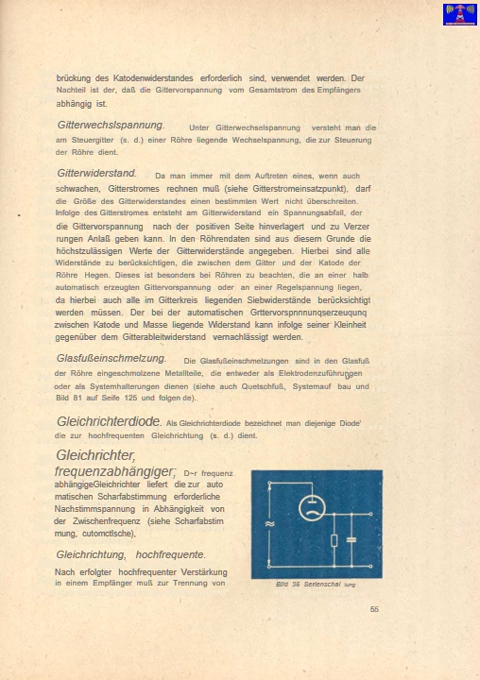 brückung des Katodenwiderstandes erforderlich sind, verwendet werden. Der
Nachteil ist der, daß die Gittervorspannung vom Gesamtstrom des Empfängers
abhängig ist.
Gitterwechslspannung. Unter Gitterwechselspannung versteht man die
am Steuergitter (s. d.) einer Röhre liegende Wechselspannung, die zur Steuerung
der Röhre dient.
Gitterwiderstand. Da man immer mit dem Auftreten eines, wenn auch
schwachen, Gitterstromes rechnen muß (siehe Gitterstromeinsatzpunkt), darf
die Größe des Gitterwiderstandes einen bestimmten Wert nicht überschreiten.
Infolge des Gitterstromes entsteht am Gitterwiderstand ein Spannungsabfall, der
die Gittervorspannung nach der positiven Seite hinverlagert und zu Verzer
rungen Anlaß geben kann. In den Röhrendaten sind aus diesem Grunde die
höchstzulässigen Werte der Gitterwiderstände angegeben. Hierbei sind alle
Widerstände zu berücksichtigen, die zwischen dem Gitter und der Katode der
Röhre Hegen. Dieses ist besonders bei Röhren zu beachten, die an einer halb
automatisch erzeugten Gittervorspannung oder an einer Regelspannung liegen,
da hierbei auch alle im Gitterkreis liegenden Siebwiderstände berücksichtigt
werden müssen. Der bei der automatischen Grttervorspnnnunqserzeuqunq
zwischen Katode und Masse liegende Widerstand kann infolge seiner Kleinheit
gegenüber dem Gitterableitwiderstand vernachlässigt werden.
Glasfußeinschmelzung. Die Glasfußeinschmelzungen sind in den Glasfuß
der Röhre eingeschmolzene Metallteile, die entweder als Elektrodenzuführungen
oder als Systemhalterungen dienen (siehe auch Quetschfuß, Systemauf bau und
Bild 81 auf Seite 125 und folgende).
Gleichrichterdiode. Als Gleichrichterdiode bezeichnet man diejenige Diode'
die zur hochfrequenten Gleichrichtung (s. d.) dient.
Gleichrichter,
frequenzabhängiger; D~r frequenz
abhängigeGleichrichter liefert die zur auto
matischen Scharfabstimmung erforderliche
Nachstimmspannung in Abhängigkeit von
der Zwischenfrequenz (siehe Scharfabstim
mung, cutomctlsche),
Gleichrichtung, hochfrequente.
Nach erfolgter hochfrequenter Verstärkung
in einem Empfänger muß zur Trennung von
Bild 36 Serienschal lung
55